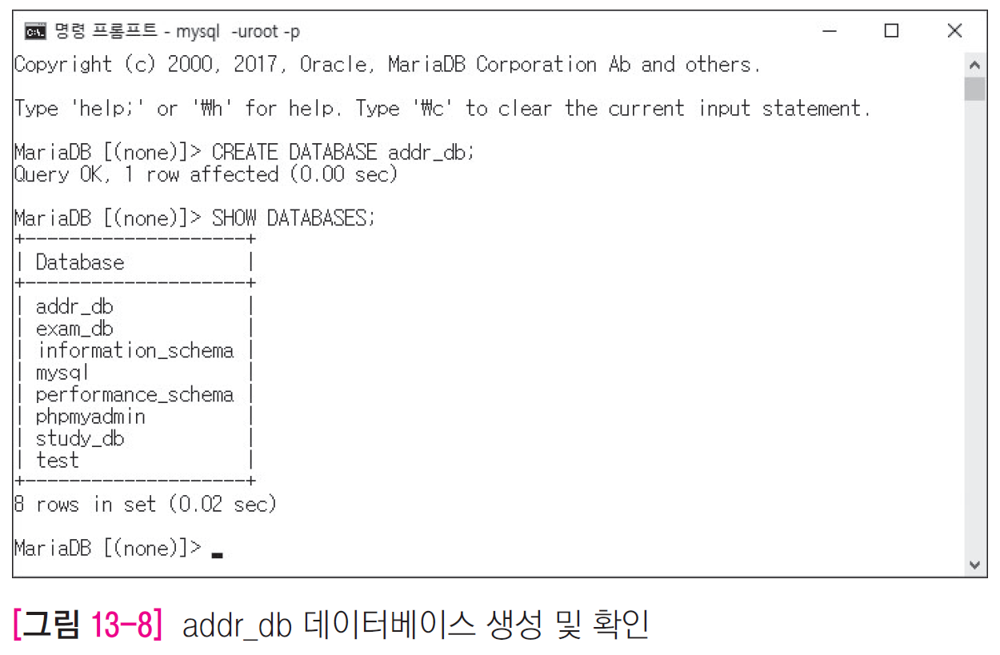 명령 프롬프트 - mysql -uroot -p
Copyright (c) 2000, 2017, Oracle, MariaDB Corporation Ab and others.
Type 'help;' or '₩h' for help. Type '₩c' to clear the current input statement.
MariaDB [(none)]> CREATE DATABASE addr_db;
Query OK, 1 row affected (0.00 sec)
MariaDB [(none)]> SHOW DATABASES;
+--------------------+
| Database           |
+--------------------+
| addr_db            |
| exam_db            |
| information_schema |
| mysql              |
| performance_schema |
| phpmyadmin         |
| study_db           |
| test               |
+--------------------+
8 rows in set (0.02 sec)
MariaDB [(none)]> _
[그림 13-8] addr_db 데이터베이스 생성 및 확인